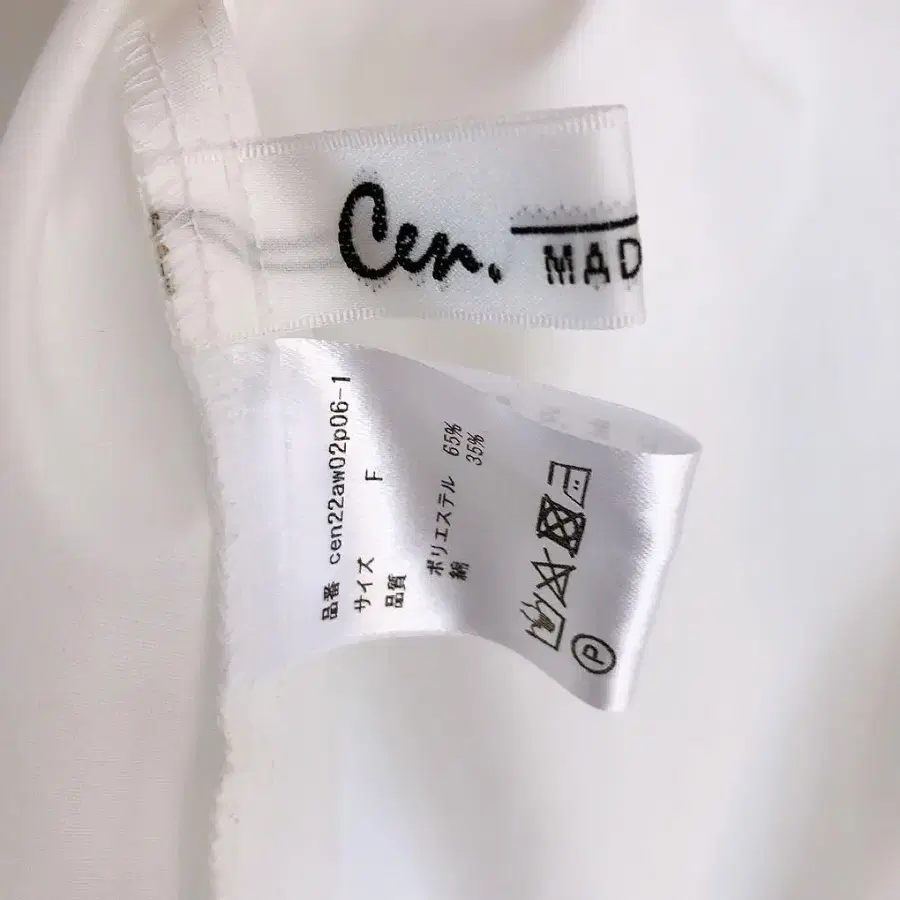 Cen.
MAD
品番 cen22aw02p06-1
サイズ F
品質
ポリエステル 65%
綿 35%
P